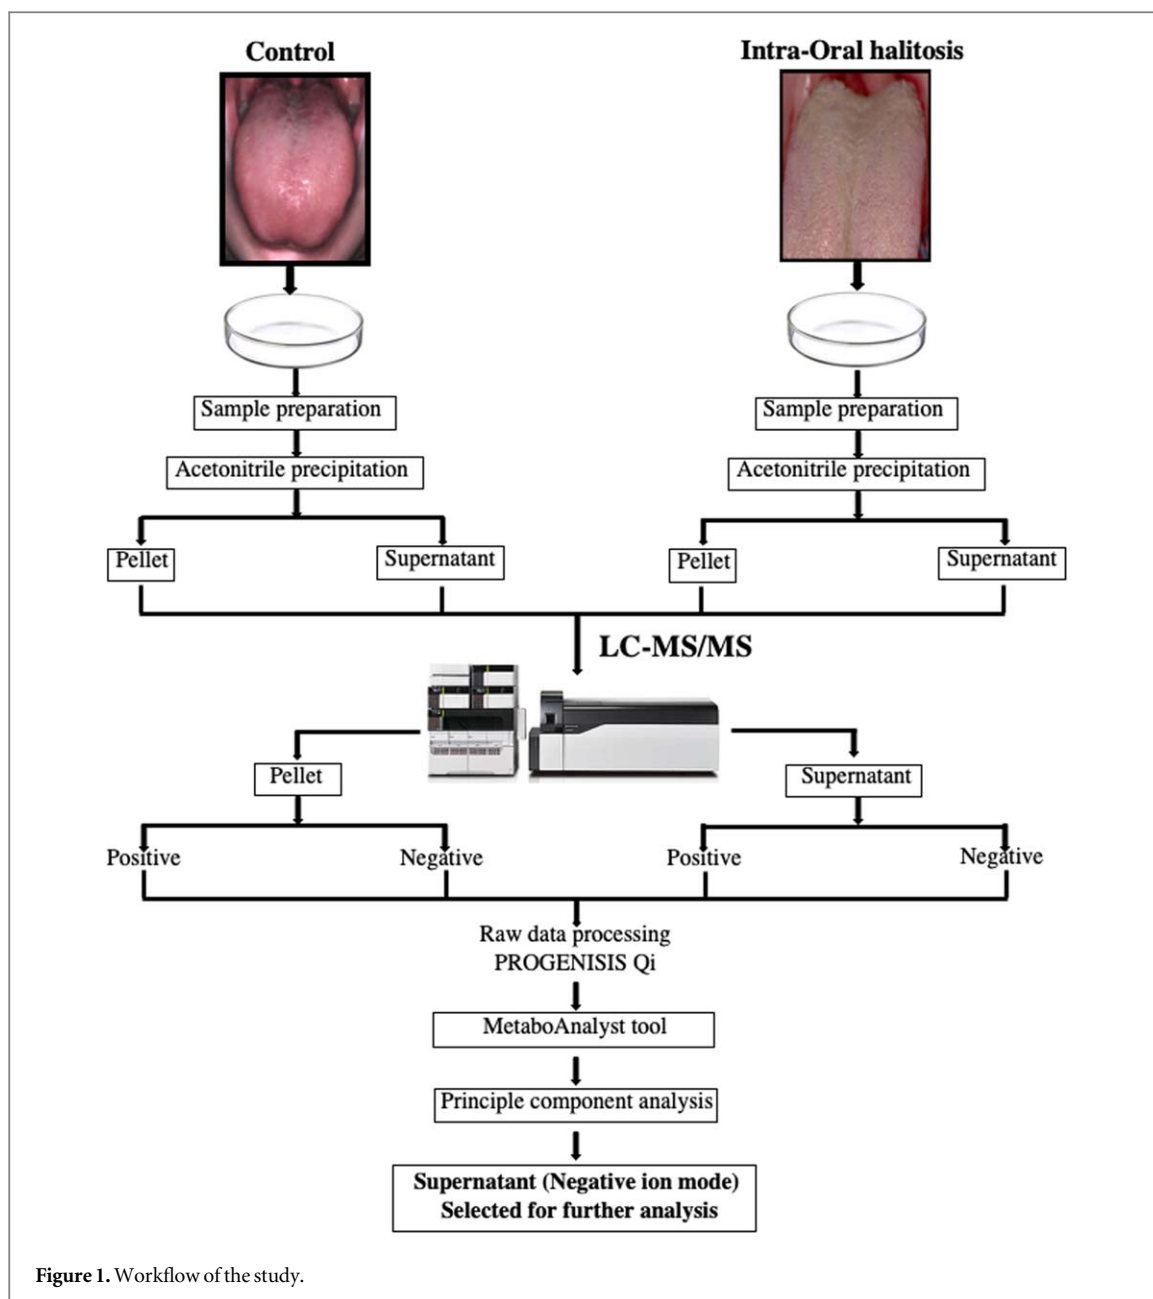 Control
Intra-Oral halitosis
Sample preparation
Sample preparation
Acetonitrile precipitation
Acetonitrile precipitation
Pellet
Supernatant
Pellet
Supernatant
LC-MS/MS
Pellet
Supernatant
Positive
Negative
Positive
Negative
Raw data processing
PROGENISIS Qi
MetaboAnalyst tool
Principle component analysis
Supernatant (Negative ion mode)
Selected for further analysis
Figure 1. Workflow of the study.